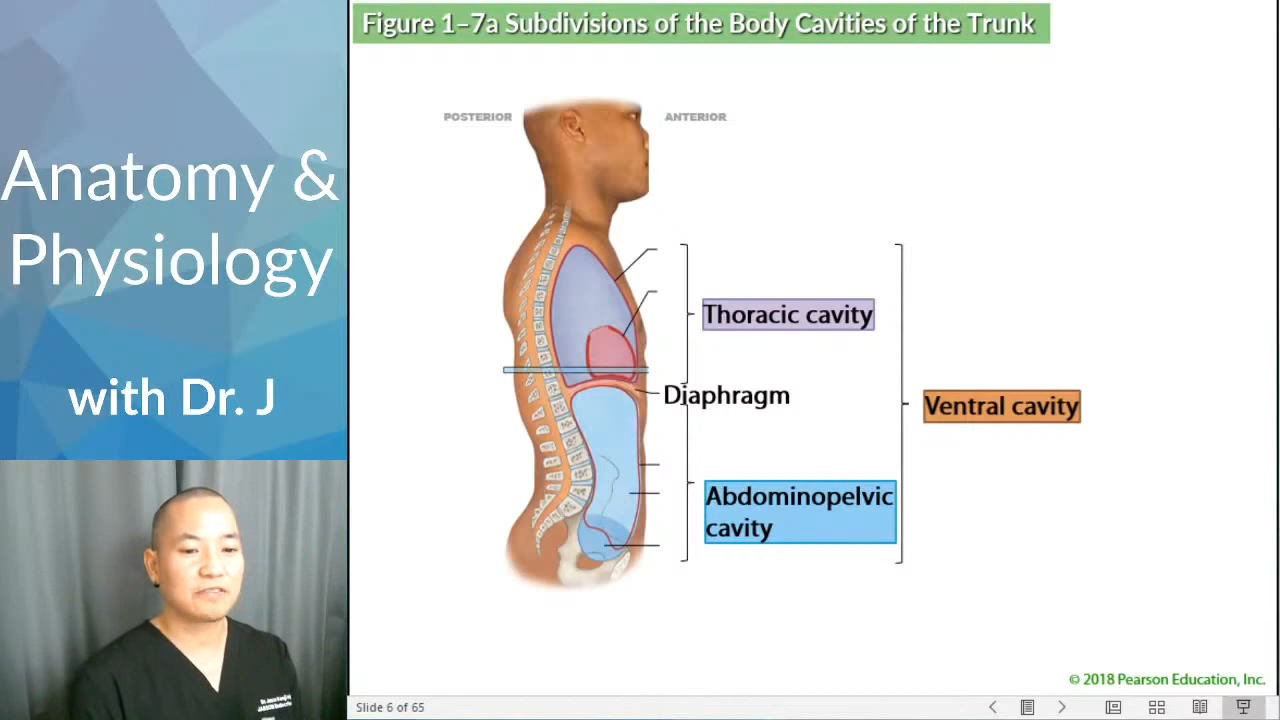 Anatomy &
Physiology
with Dr. J
Figure 1–7a Subdivisions of the Body Cavities of the Trunk
POSTERIOR
ANTERIOR
Thoracic cavity
Diaphragm
Ventral cavity
Abdominopelvic
cavity
© 2018 Pearson Education, Inc.
Slide 6 of 65